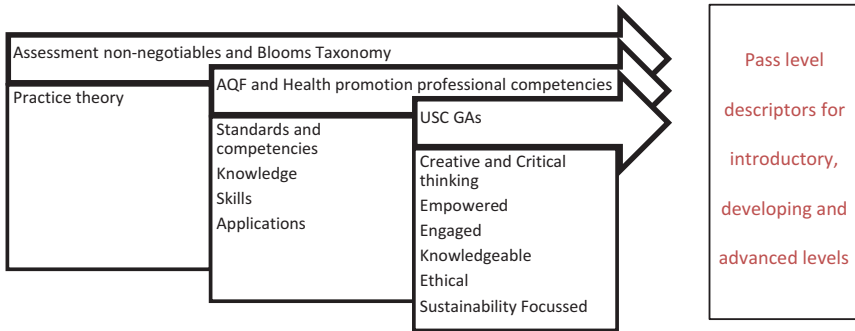 Assessment non-negotiables and Blooms Taxonomy
Practice theory
AQF and Health promotion professional competencies
Standards and
competencies
Knowledge
Skills
Applications
USC GAs
Creative and Critical
thinking
Empowered
Engaged
Knowledgeable
Ethical
Sustainability Focussed
Pass level
descriptors for
introductory,
developing and
advanced levels